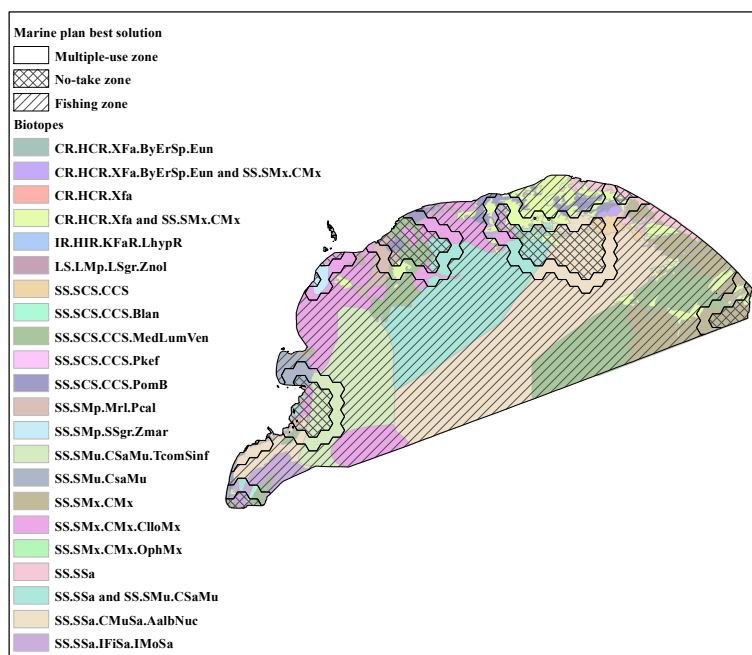 Marine plan best solution
Multiple-use zone
No-take zone
Fishing zone
Biotopes
CR.HCR.XFa.ByErSp.Eun
CR.HCR.XFa.ByErSp.Eun and SS.SMx.CMx
CR.HCR.Xfa
CR.HCR.Xfa and SS.SMx.CMx
IR.HIR.KFaR.LhypR
LS.LMp.LSgr.Znol
SS.SCS.CCS
SS.SCS.CCS.Blan
SS.SCS.CCS.MedLumVen
SS.SCS.CCS.Pkef
SS.SCS.CCS.PomB
SS.SMp.Mrl.Pcal
SS.SMp.SSgr.Zmar
SS.SMu.CSaMu.TcomSinf
SS.SMu.CsaMu
SS.SMx.CMx
SS.SMx.CMx.ClloMx
SS.SMx.CMx.OphMx
SS.SSa
SS.SSa and SS.SMu.CSaMu
SS.SSa.CMuSa.AalbNuc
SS.SSa.IFiSa.IMoSa